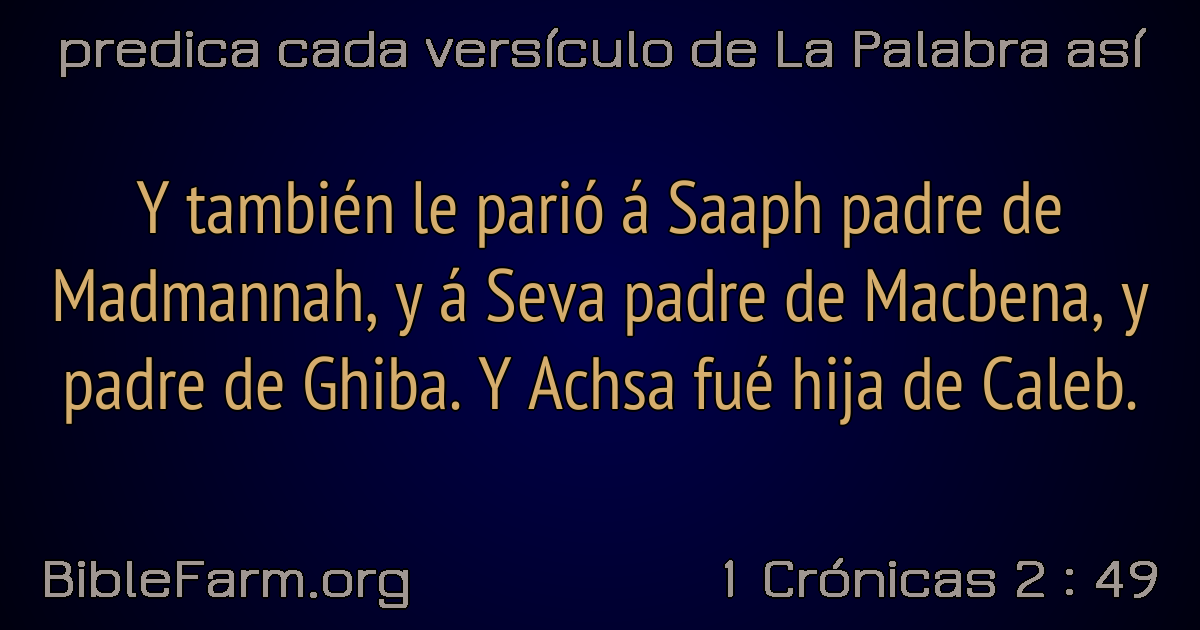 predica cada versículo de La Palabra así
Y también le parió á Saaph padre de
Madmannah, y á Seva padre de Macbena, y
padre de Ghiba. Y Achsa fué hija de Caleb.
BibleFarm.org
1 Crónicas 2 : 49